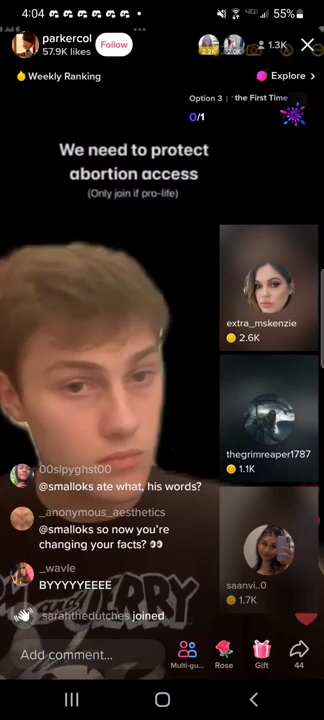 4:04
55%
parkercol
57.9K likes
Follow
1.3K
Weekly Ranking
Explore >
Option 3 | the First Time
0/1
We need to protect
abortion access
(Only join if pro-life)
extra_mskenzie
2.6K
thegrimreaper1787
1.1K
00slpyghst00
@smalloks ate what, his words?
_anonymous_aesthetics
@smalloks so now you're
changing your facts? 👀
saanvi..0
1.7K
_wavle
BYYYYEEEE
sarahthedutches joined
Add comment...
Multi-gu...
Rose
Gift
44